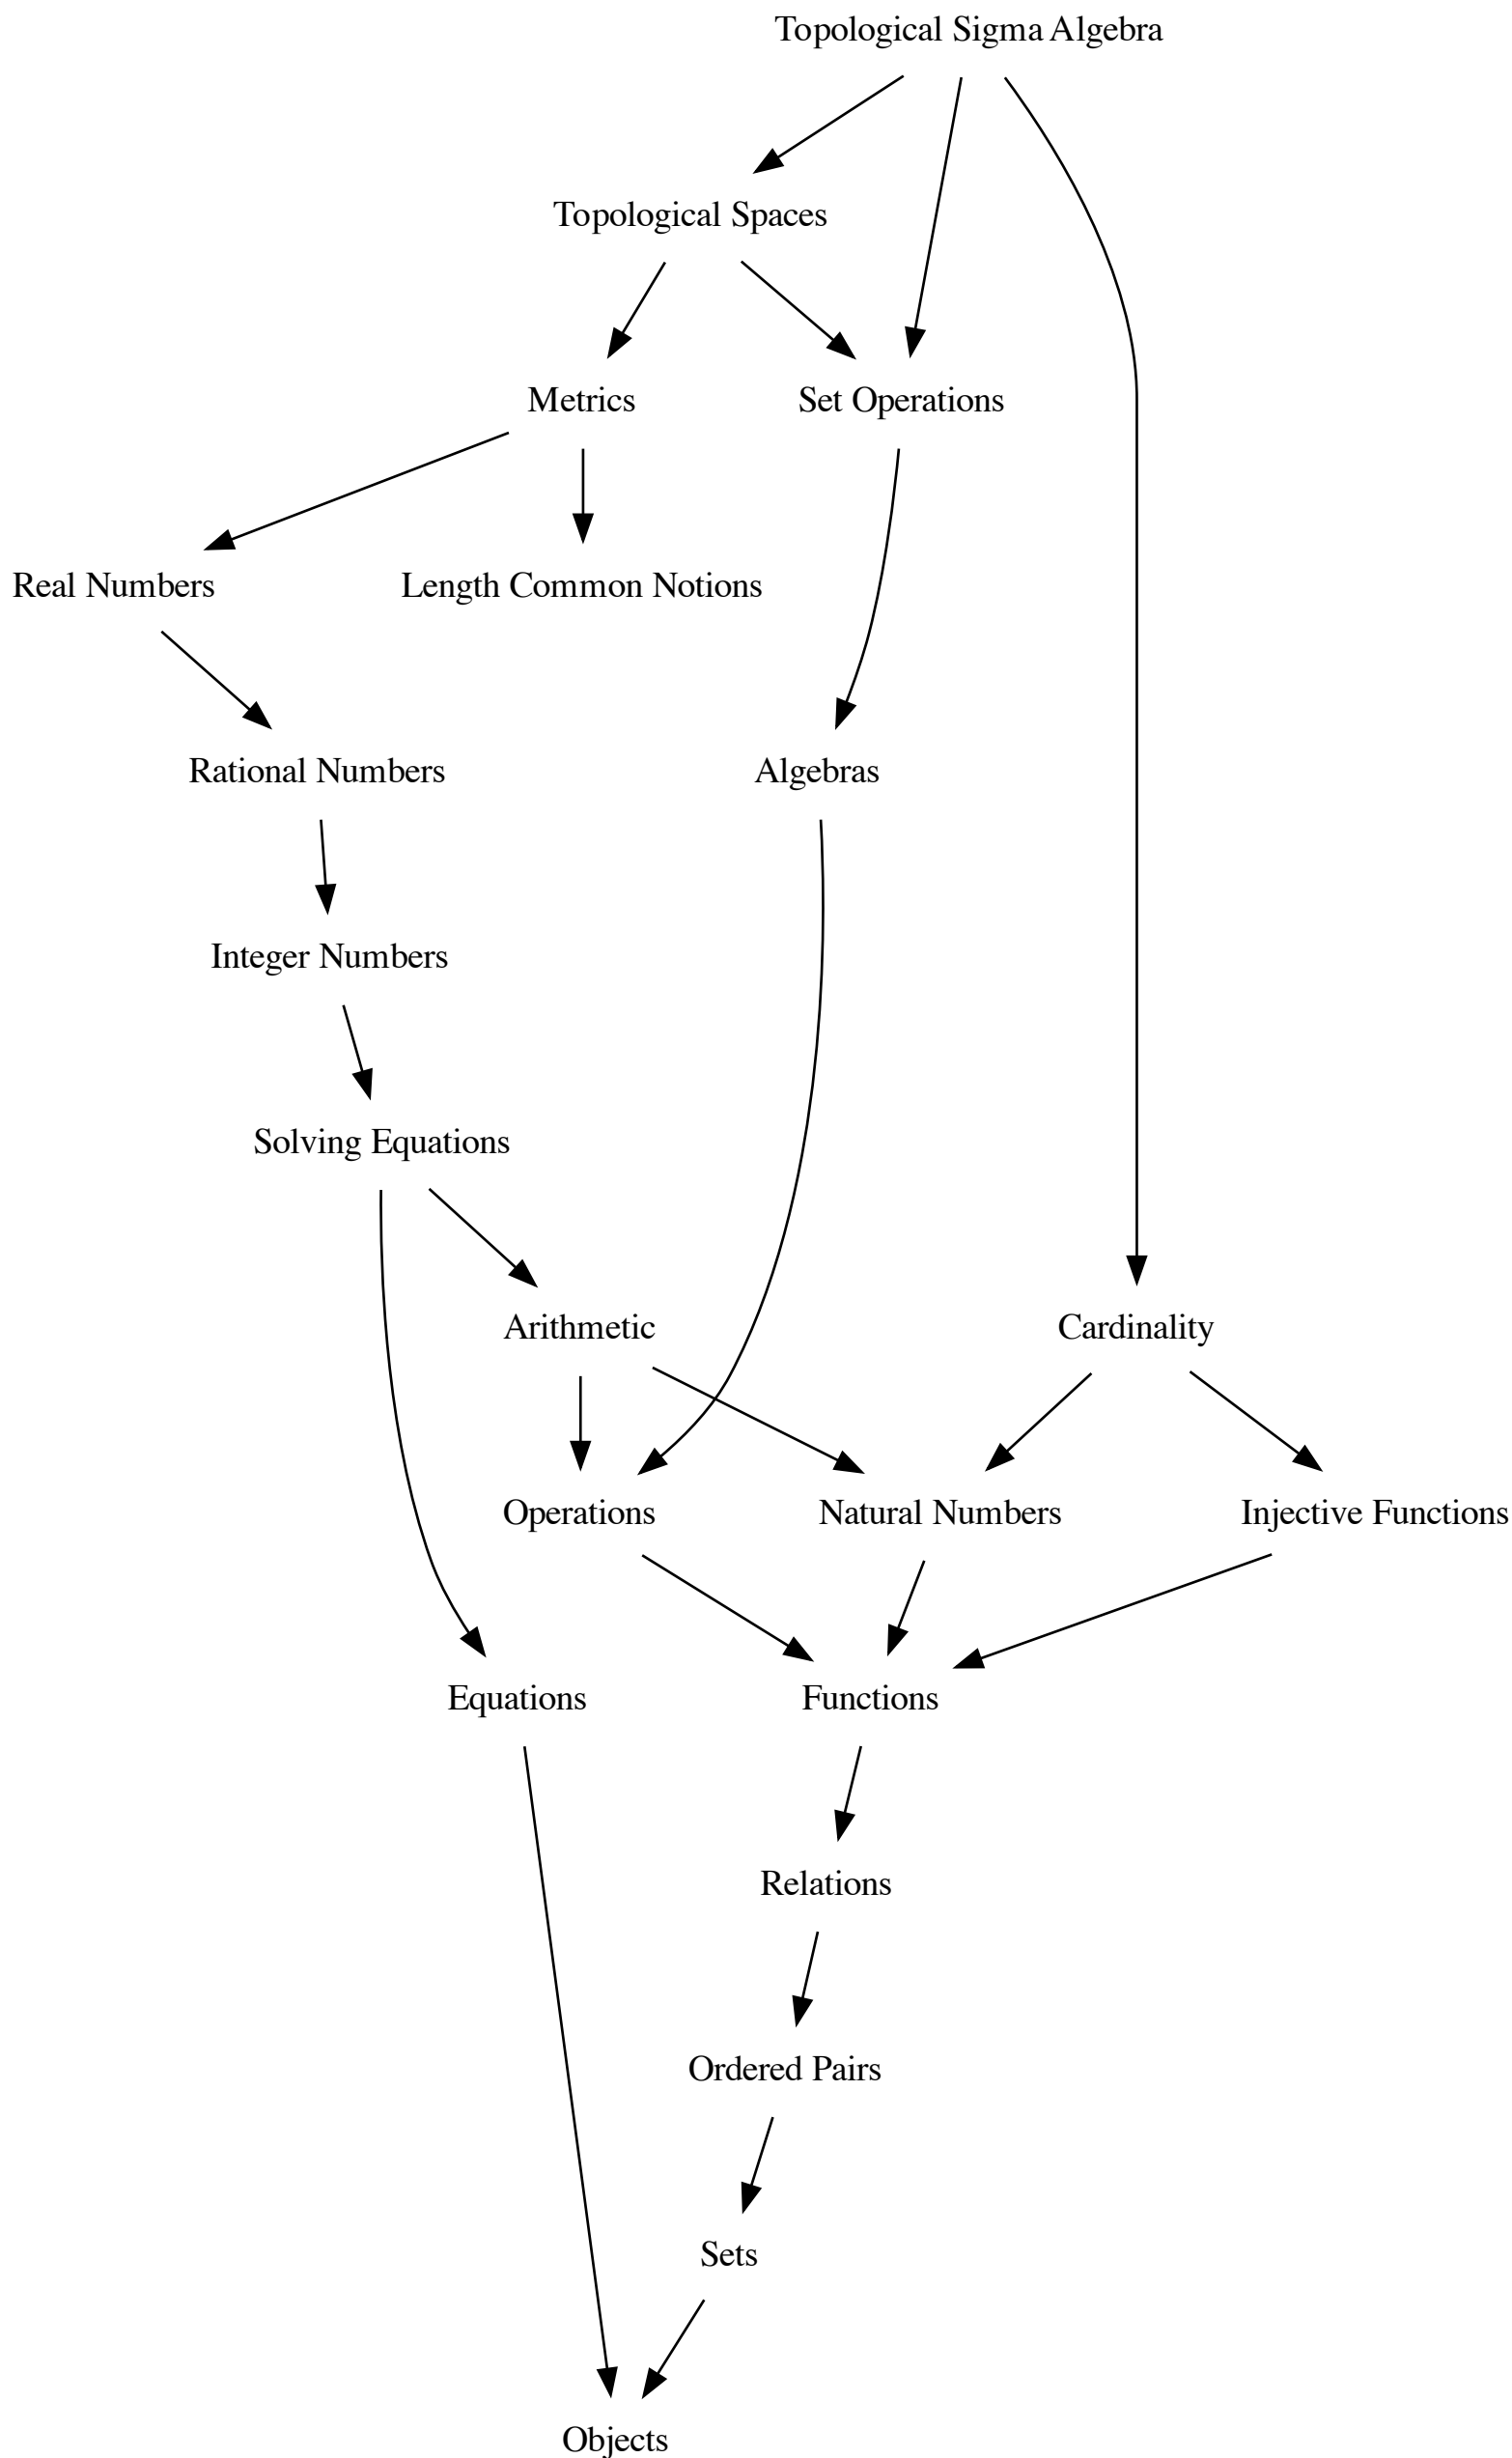 Topological Sigma Algebra
Topological Spaces
Metrics
Set Operations
Real Numbers
Length Common Notions
Rational Numbers
Algebras
Integer Numbers
Solving Equations
Arithmetic
Cardinality
Operations
Natural Numbers
Injective Functions
Equations
Functions
Relations
Ordered Pairs
Sets
Objects